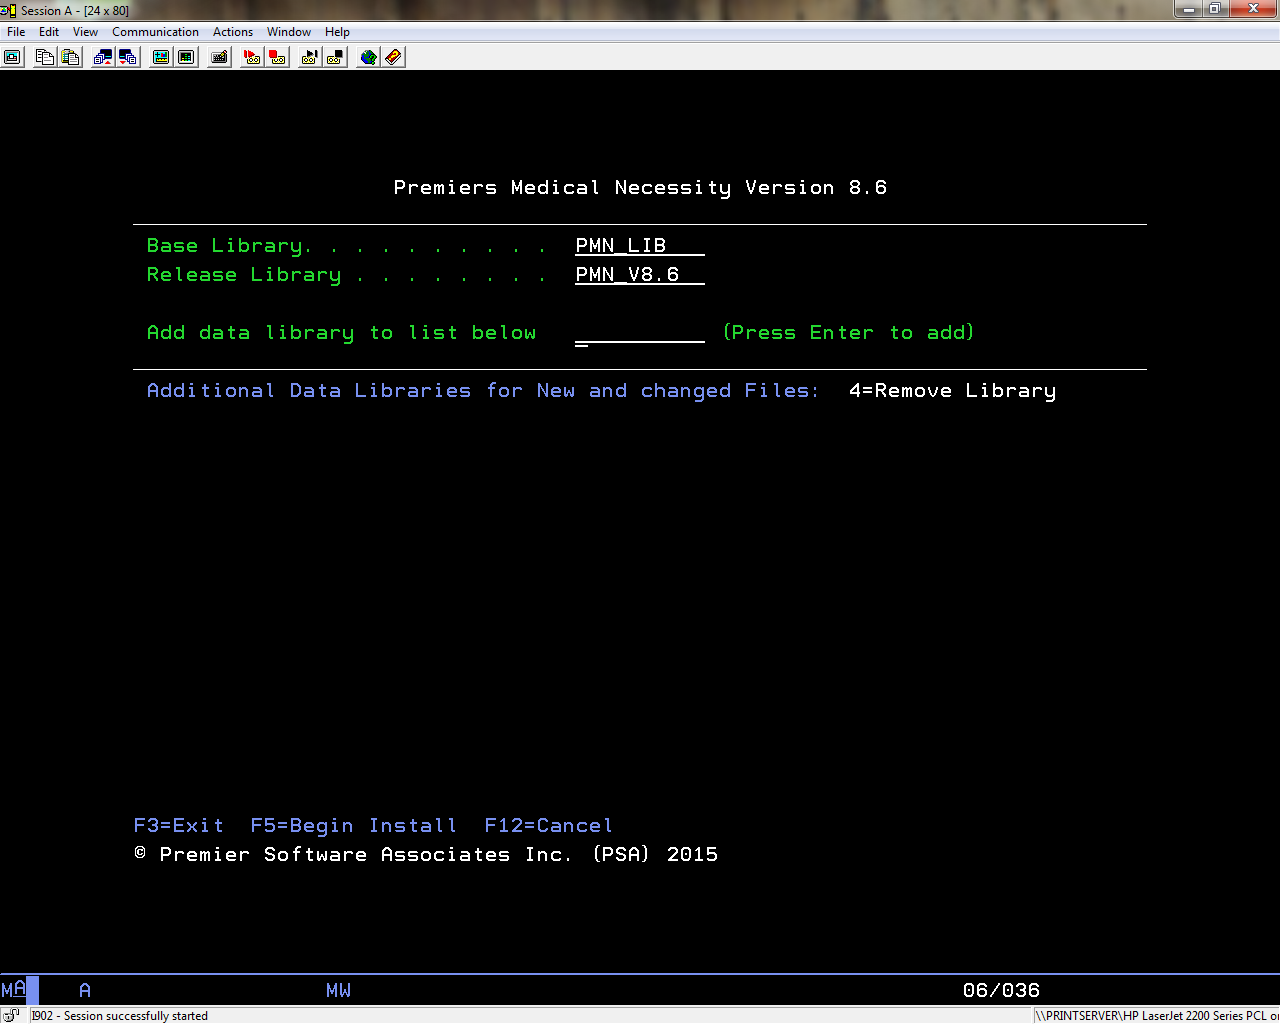 Session A - [24 x 80]
File Edit View Communication Actions Window Help
Premiers Medical Necessity Version 8.6
Base Library. . . . . . . . . . PMN_LIB
Release Library . . . . . . . . PMN_V8.6
Add data library to list below (Press Enter to add)
Additional Data Libraries for New and changed Files: 4=Remove Library
F3=Exit F5=Begin Install F12=Cancel
© Premier Software Associates Inc. (PSA) 2015
MA A MW 06/036
I902 - Session successfully started \\PRINTSERVER\HP LaserJet 2200 Series PCL on